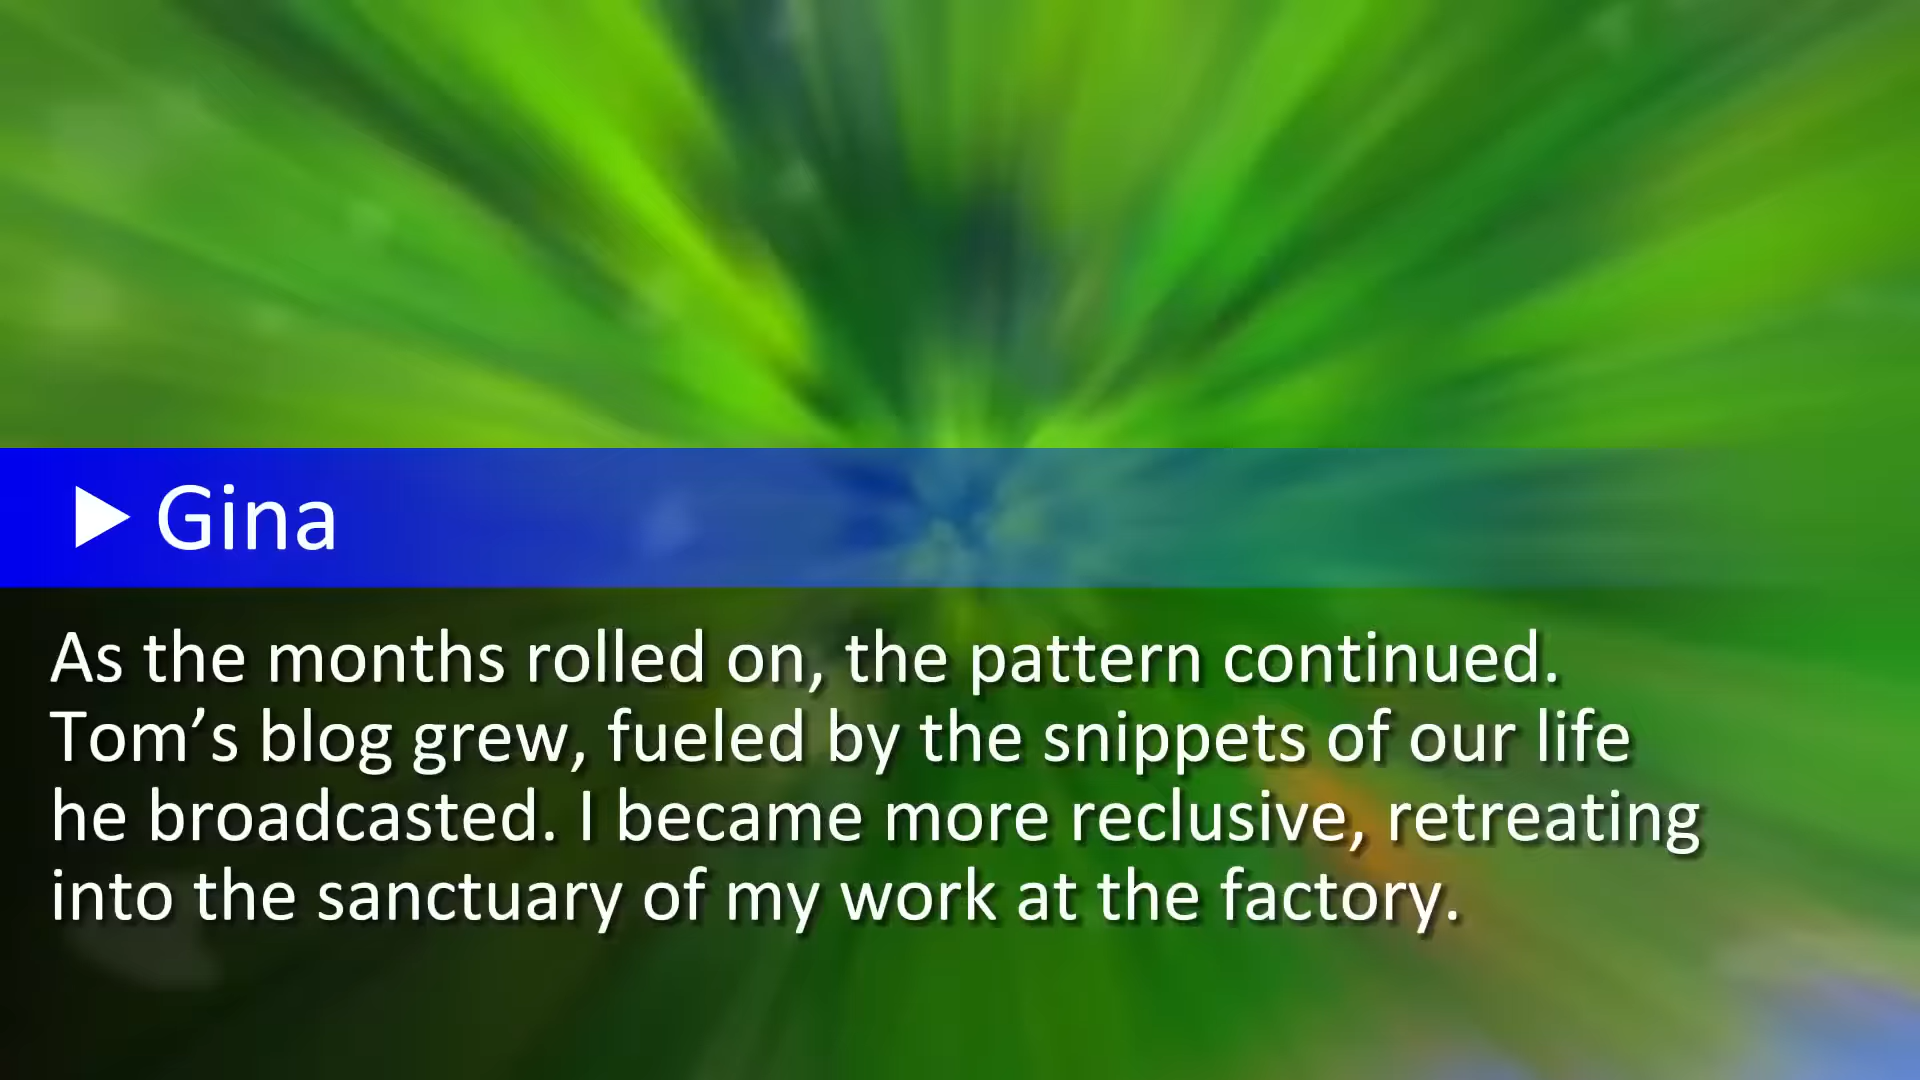 Gina
As the months rolled on, the pattern continued.
Tom’s blog grew, fueled by the snippets of our life
he broadcasted. I became more reclusive, retreating
into the sanctuary of my work at the factory.